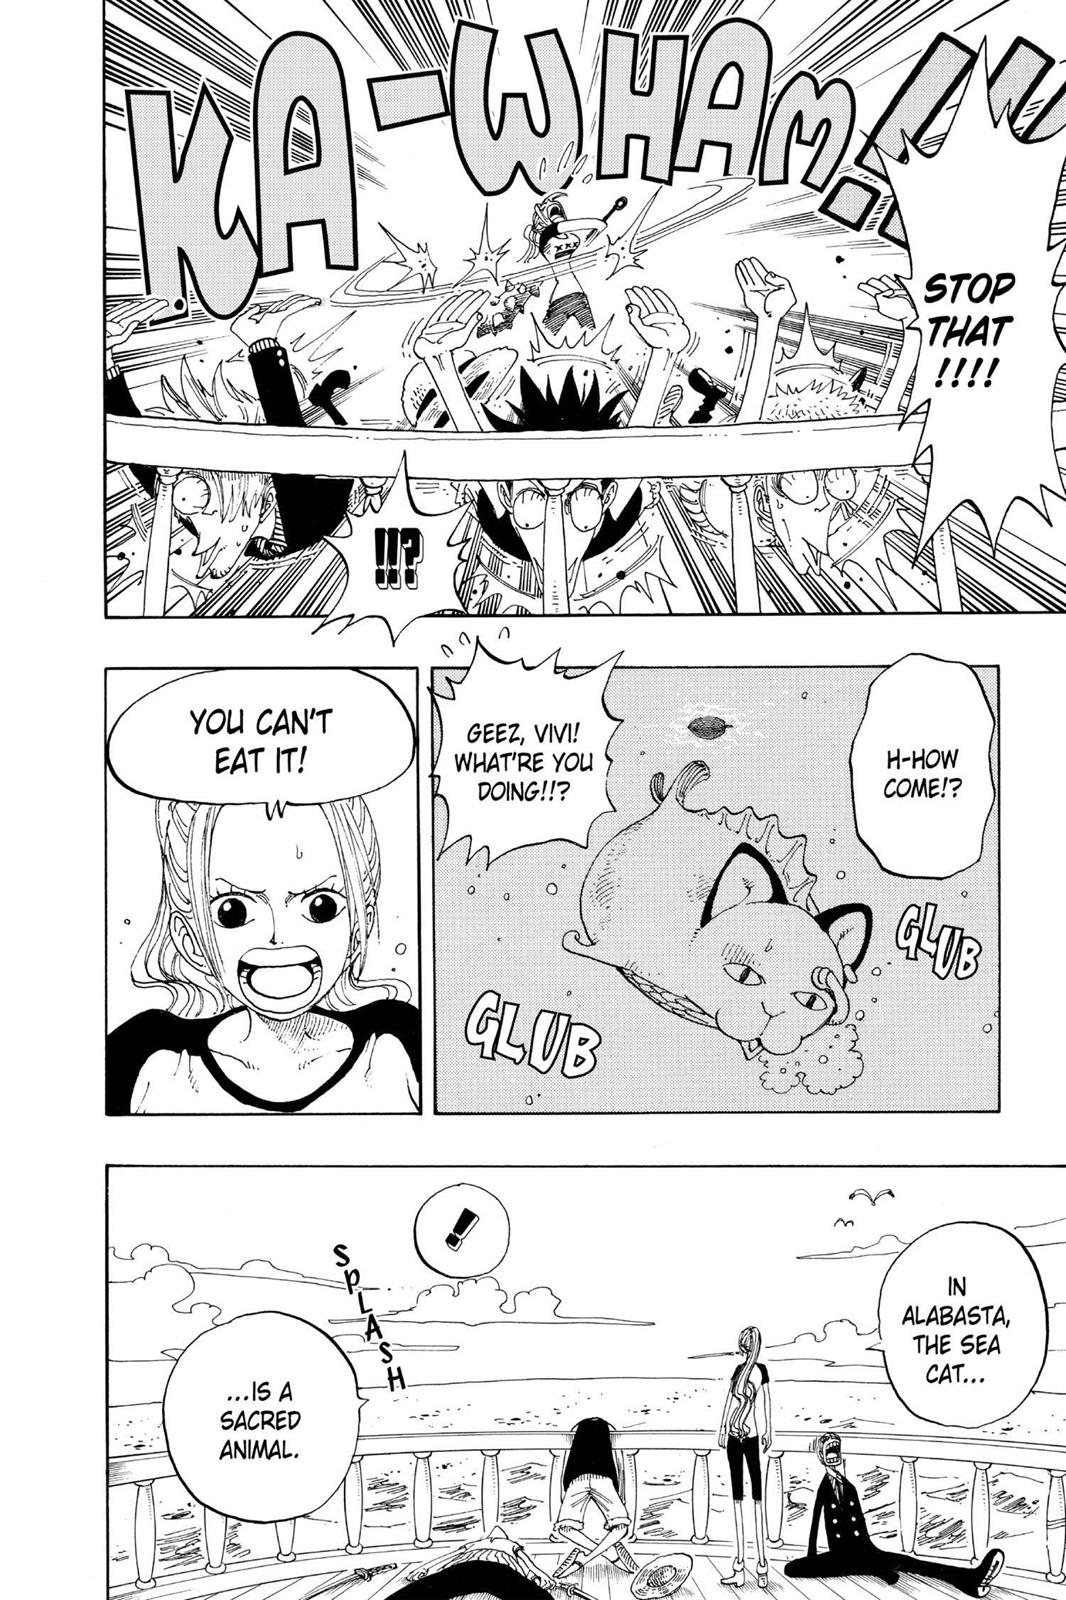 KA-WHAM!!
STOP
THAT
!!!!
!!?
H-HOW
COME!?
GEEZ, VIVI!
WHAT'RE YOU
DOING!!?
GLUB
GLUB
YOU CAN'T
EAT IT!
IN
ALABASTA,
THE SEA
CAT...
!
SPLASH
...IS A
SACRED
ANIMAL.